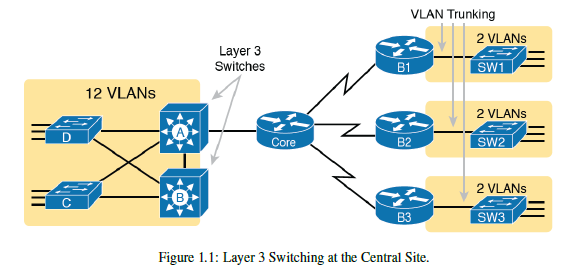 VLAN Trunking
2 VLANs
Layer 3
Switches
B1
SW1
12 VLANs
2 VLANs
D
A
Core
B2
SW2
2 VLANs
C
B
B3
SW3
Figure 1.1: Layer 3 Switching at the Central Site.